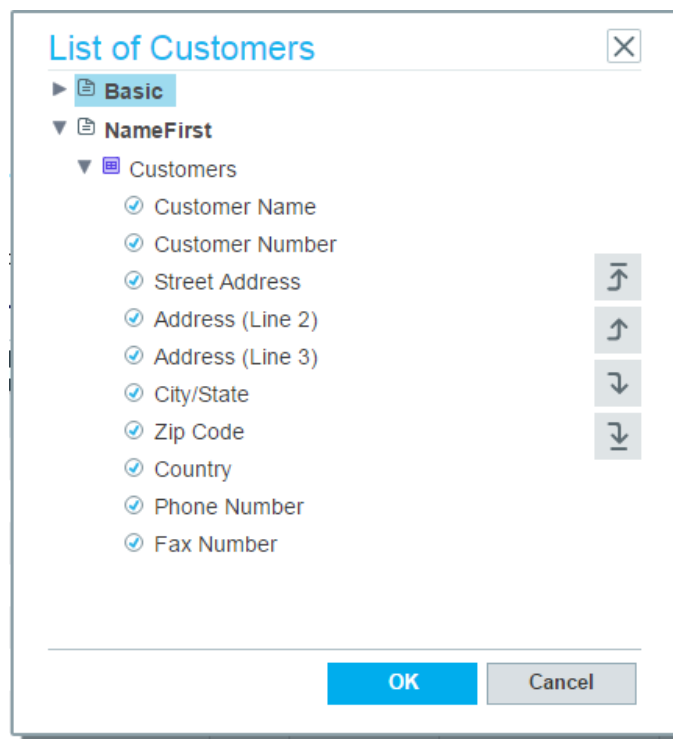 List of Customers
Basic
NameFirst
Customers
Customer Name
Customer Number
Street Address
Address (Line 2)
Address (Line 3)
City/State
Zip Code
Country
Phone Number
Fax Number
OK Cancel